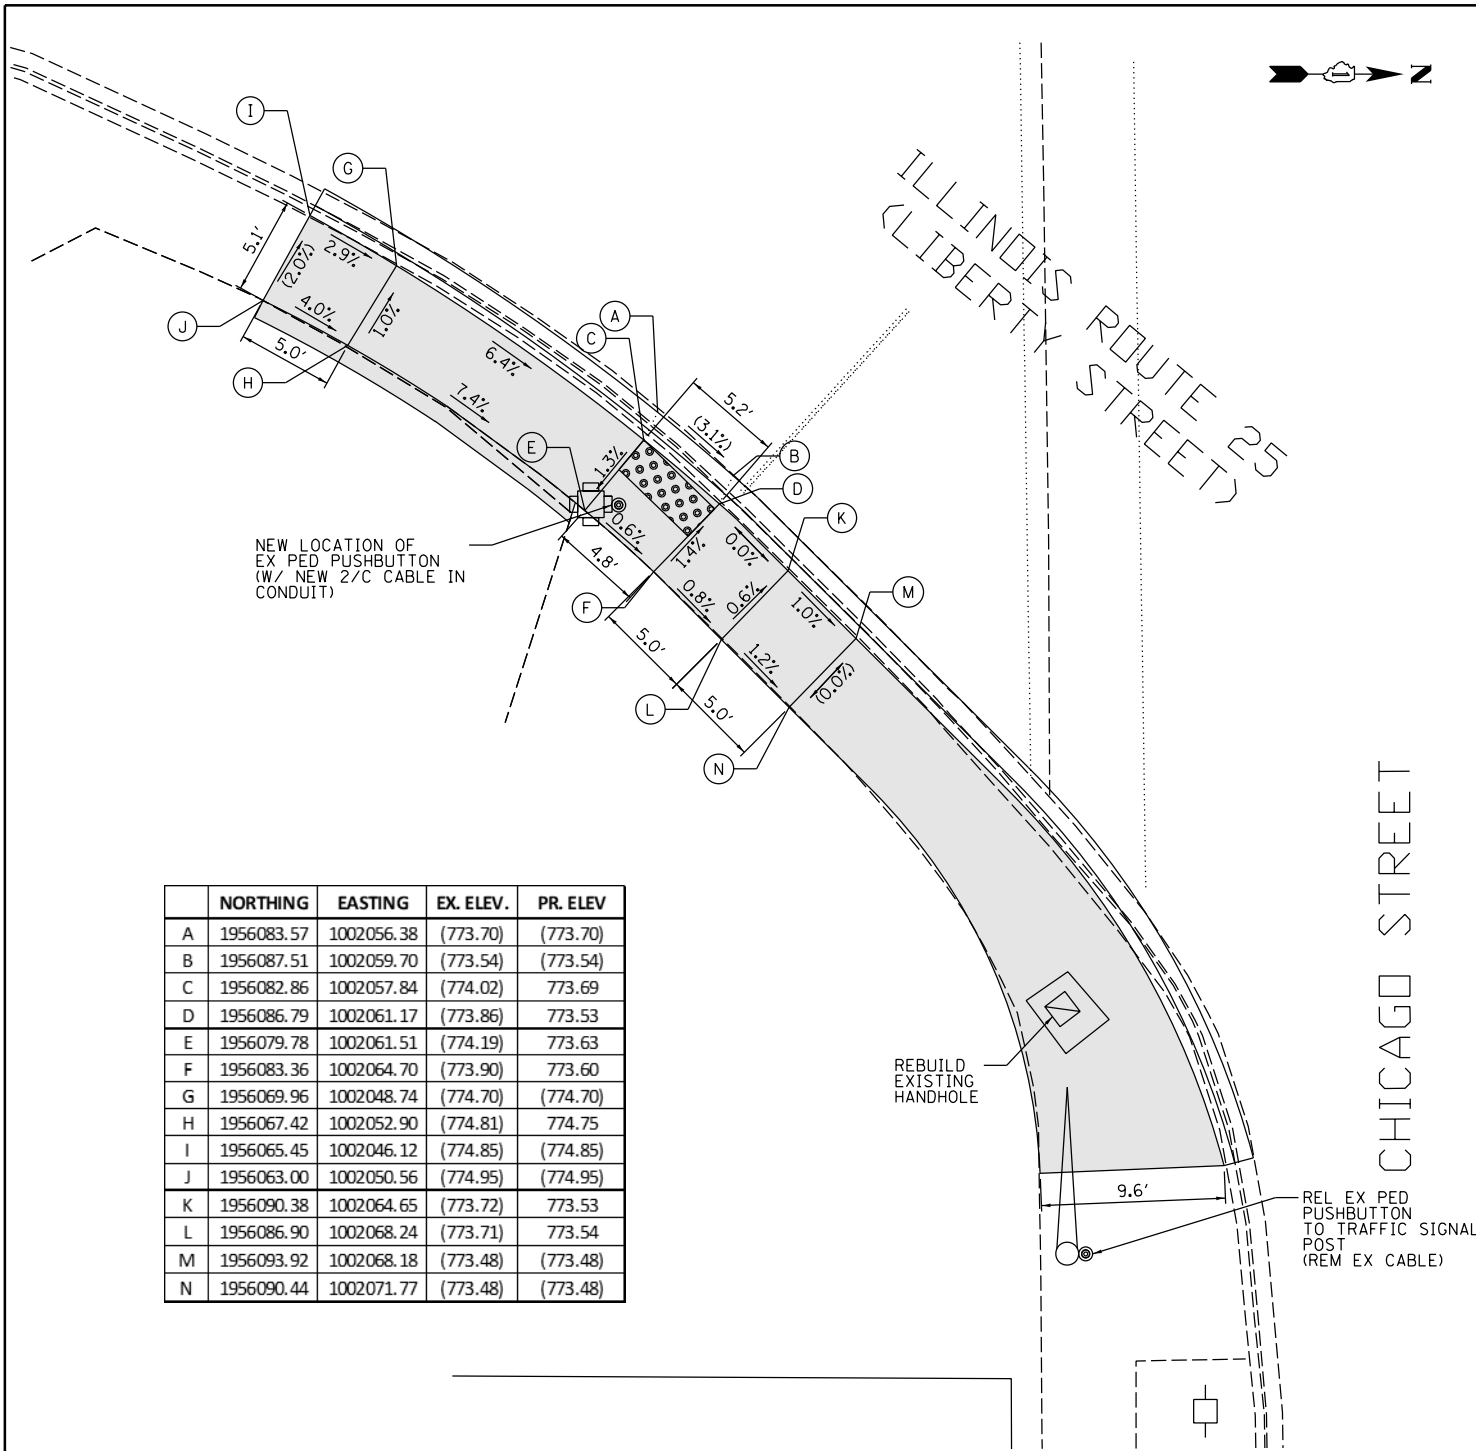 N
I
G
ILLINOIS ROUTE 25
(LIBERTY STREET)
5.1'
(2.0%)
2.9%
4.0%
1.0%
J
5.0'
H
A
C
6.4%
7.4%
5.2'
(3.1%)
E
1.3%
B
D
K
0.6%
4.8'
1.4%
0.0%
NEW LOCATION OF
EX PED PUSHBUTTON
(W/ NEW 2/C CABLE IN
CONDUIT)
F
0.8%
0.6%
1.0%
M
5.0'
1.2%
(0.0%)
L
5.0'
N
CHICAGO STREET
NORTHING EASTING EX. ELEV. PR. ELEV
A 1956083.57 1002056.38 (773.70) (773.70)
B 1956087.51 1002059.70 (773.54) (773.54)
C 1956082.86 1002057.84 (774.02) 773.69
D 1956086.79 1002061.17 (773.86) 773.53
E 1956079.78 1002061.51 (774.19) 773.63
F 1956083.36 1002064.70 (773.90) 773.60
G 1956069.96 1002048.74 (774.70) (774.70)
H 1956067.42 1002052.90 (774.81) 774.75
I 1956065.45 1002046.12 (774.85) (774.85)
J 1956063.00 1002050.56 (774.95) (774.95)
K 1956090.38 1002064.65 (773.72) 773.53
L 1956086.90 1002068.24 (773.71) 773.54
M 1956093.92 1002068.18 (773.48) (773.48)
N 1956090.44 1002071.77 (773.48) (773.48)
REBUILD
EXISTING
HANDHOLE
9.6'
REL EX PED
PUSHBUTTON
TO TRAFFIC SIGNAL
POST
(REM EX CABLE)